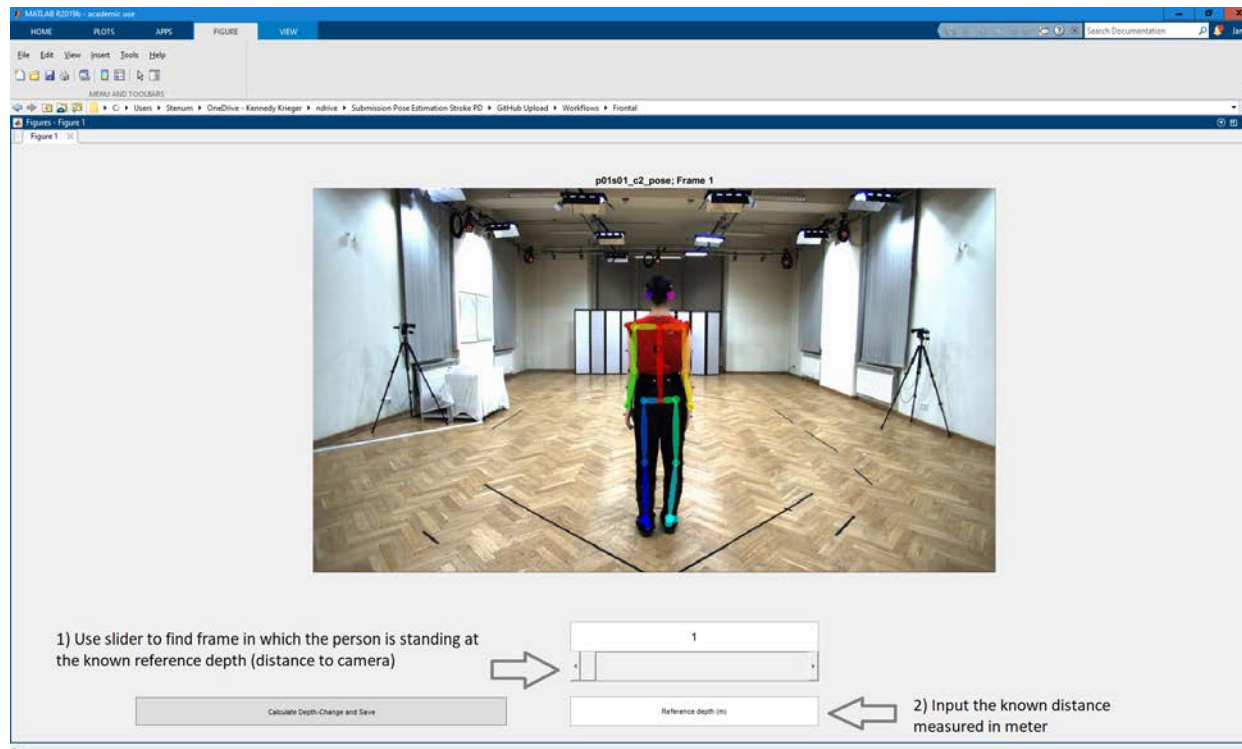 MATLAB R2019b - academic use
HOME PLOTS APPS FIGURE VIEW
Search Documentation
Jan
File Edit View Insert Tools Help
MENU AND TOOLBARS
C: Users Stenum OneDrive - Kennedy Krieger ndrive Submission Pose Estimation Stroke PD GitHub Upload Workflows Frontal
Figures - Figure 1
Figure 1
p01s01_c2_pose; Frame 1
1) Use slider to find frame in which the person is standing at
the known reference depth (distance to camera)
1
Calculate Depth-Change and Save
Reference depth (m)
2) Input the known distance
measured in meter